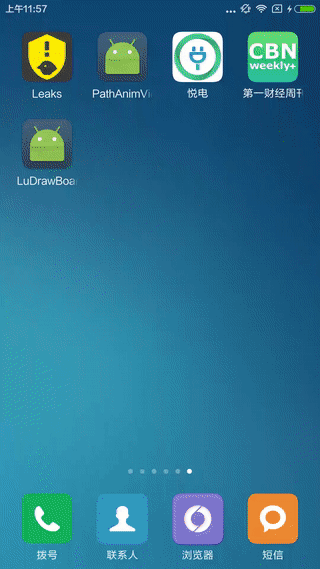 上午11:57
...
CBN
weekly+
Leaks
PathAnimVi
悦电
第一财经周刊
LuDrawBoa
拨号
联系人
浏览器
短信